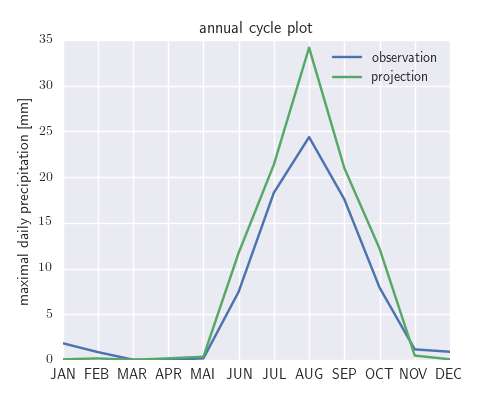 annual cycle plot
observation
projection
maximal daily precipitation [mm]
35
30
25
20
15
10
5
0
JAN FEB MAR APR MAI JUN JUL AUG SEP OCT NOV DEC